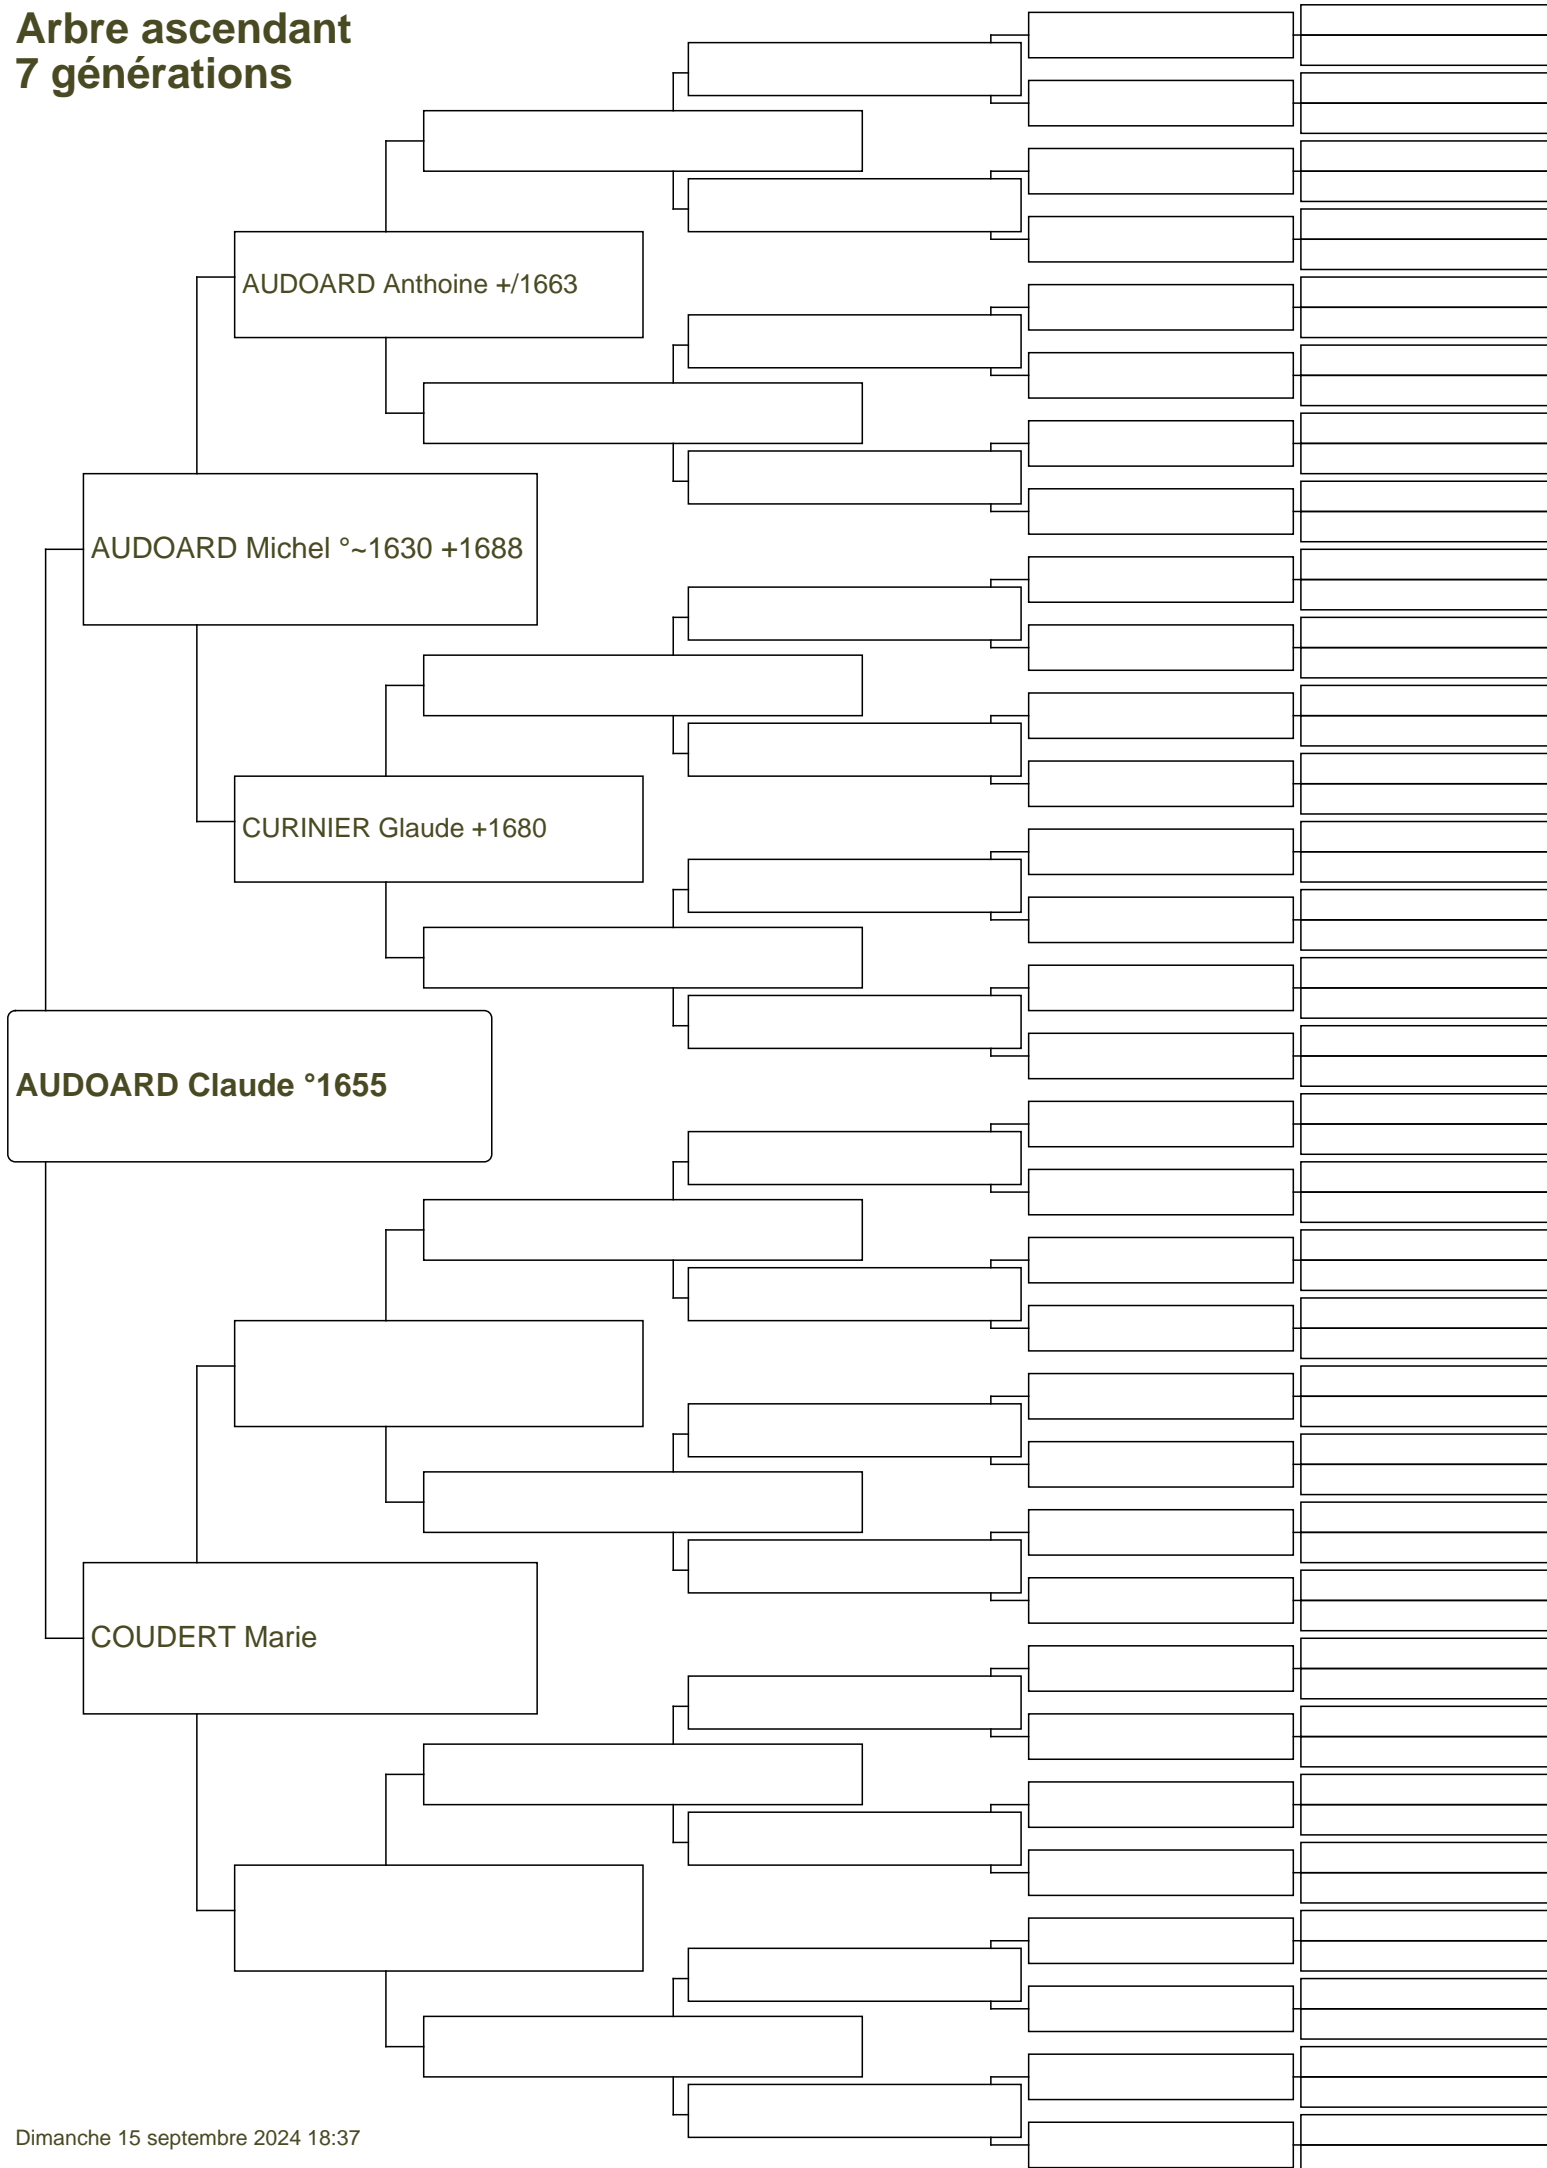 Arbre ascendant
7 générations
AUDOARD Anthoine +/1663
AUDOARD Michel °~1630 +1688
CURINIER Glaude +1680
AUDOARD Claude °1655
COUDERT Marie
Dimanche 15 septembre 2024 18:37